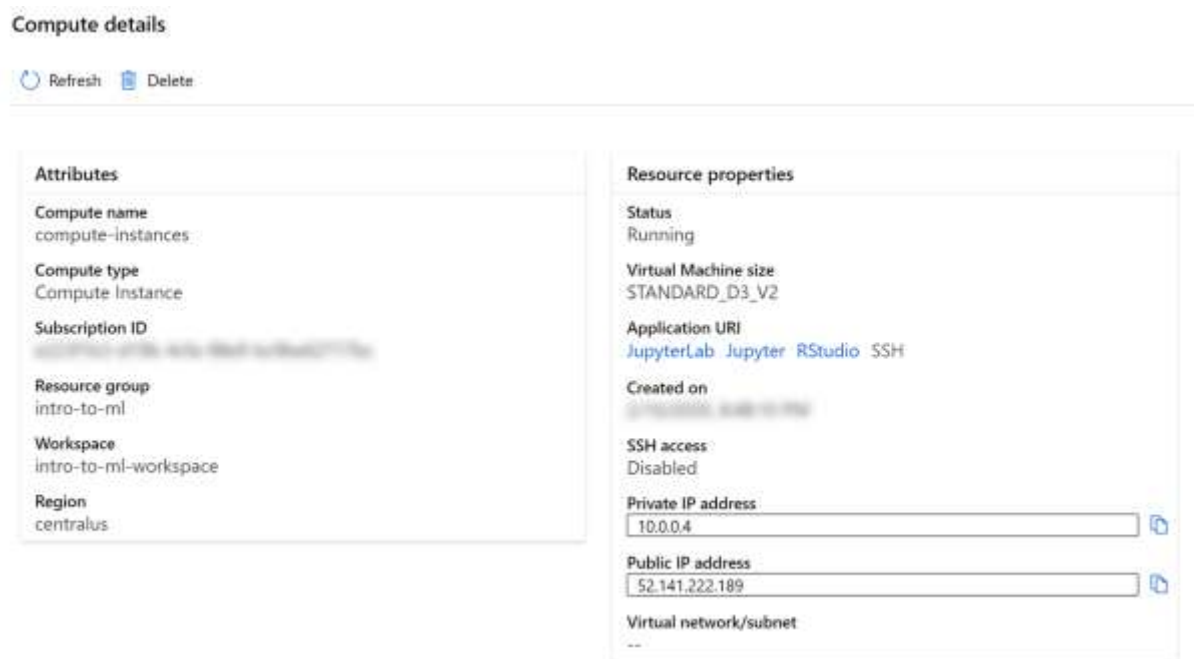 Compute details
Refresh Delete
Attributes
Compute name
compute-instances
Compute type
Compute Instance
Subscription ID
Resource group
intro-to-ml
Workspace
intro-to-ml-workspace
Region
centralus
Resource properties
Status
Running
Virtual Machine size
STANDARD_D3_V2
Application URI
JupyterLab Jupyter RStudio SSH
Created on
SSH access
Disabled
Private IP address
10.0.0.4
Public IP address
52.141.222.189
Virtual network/subnet
--